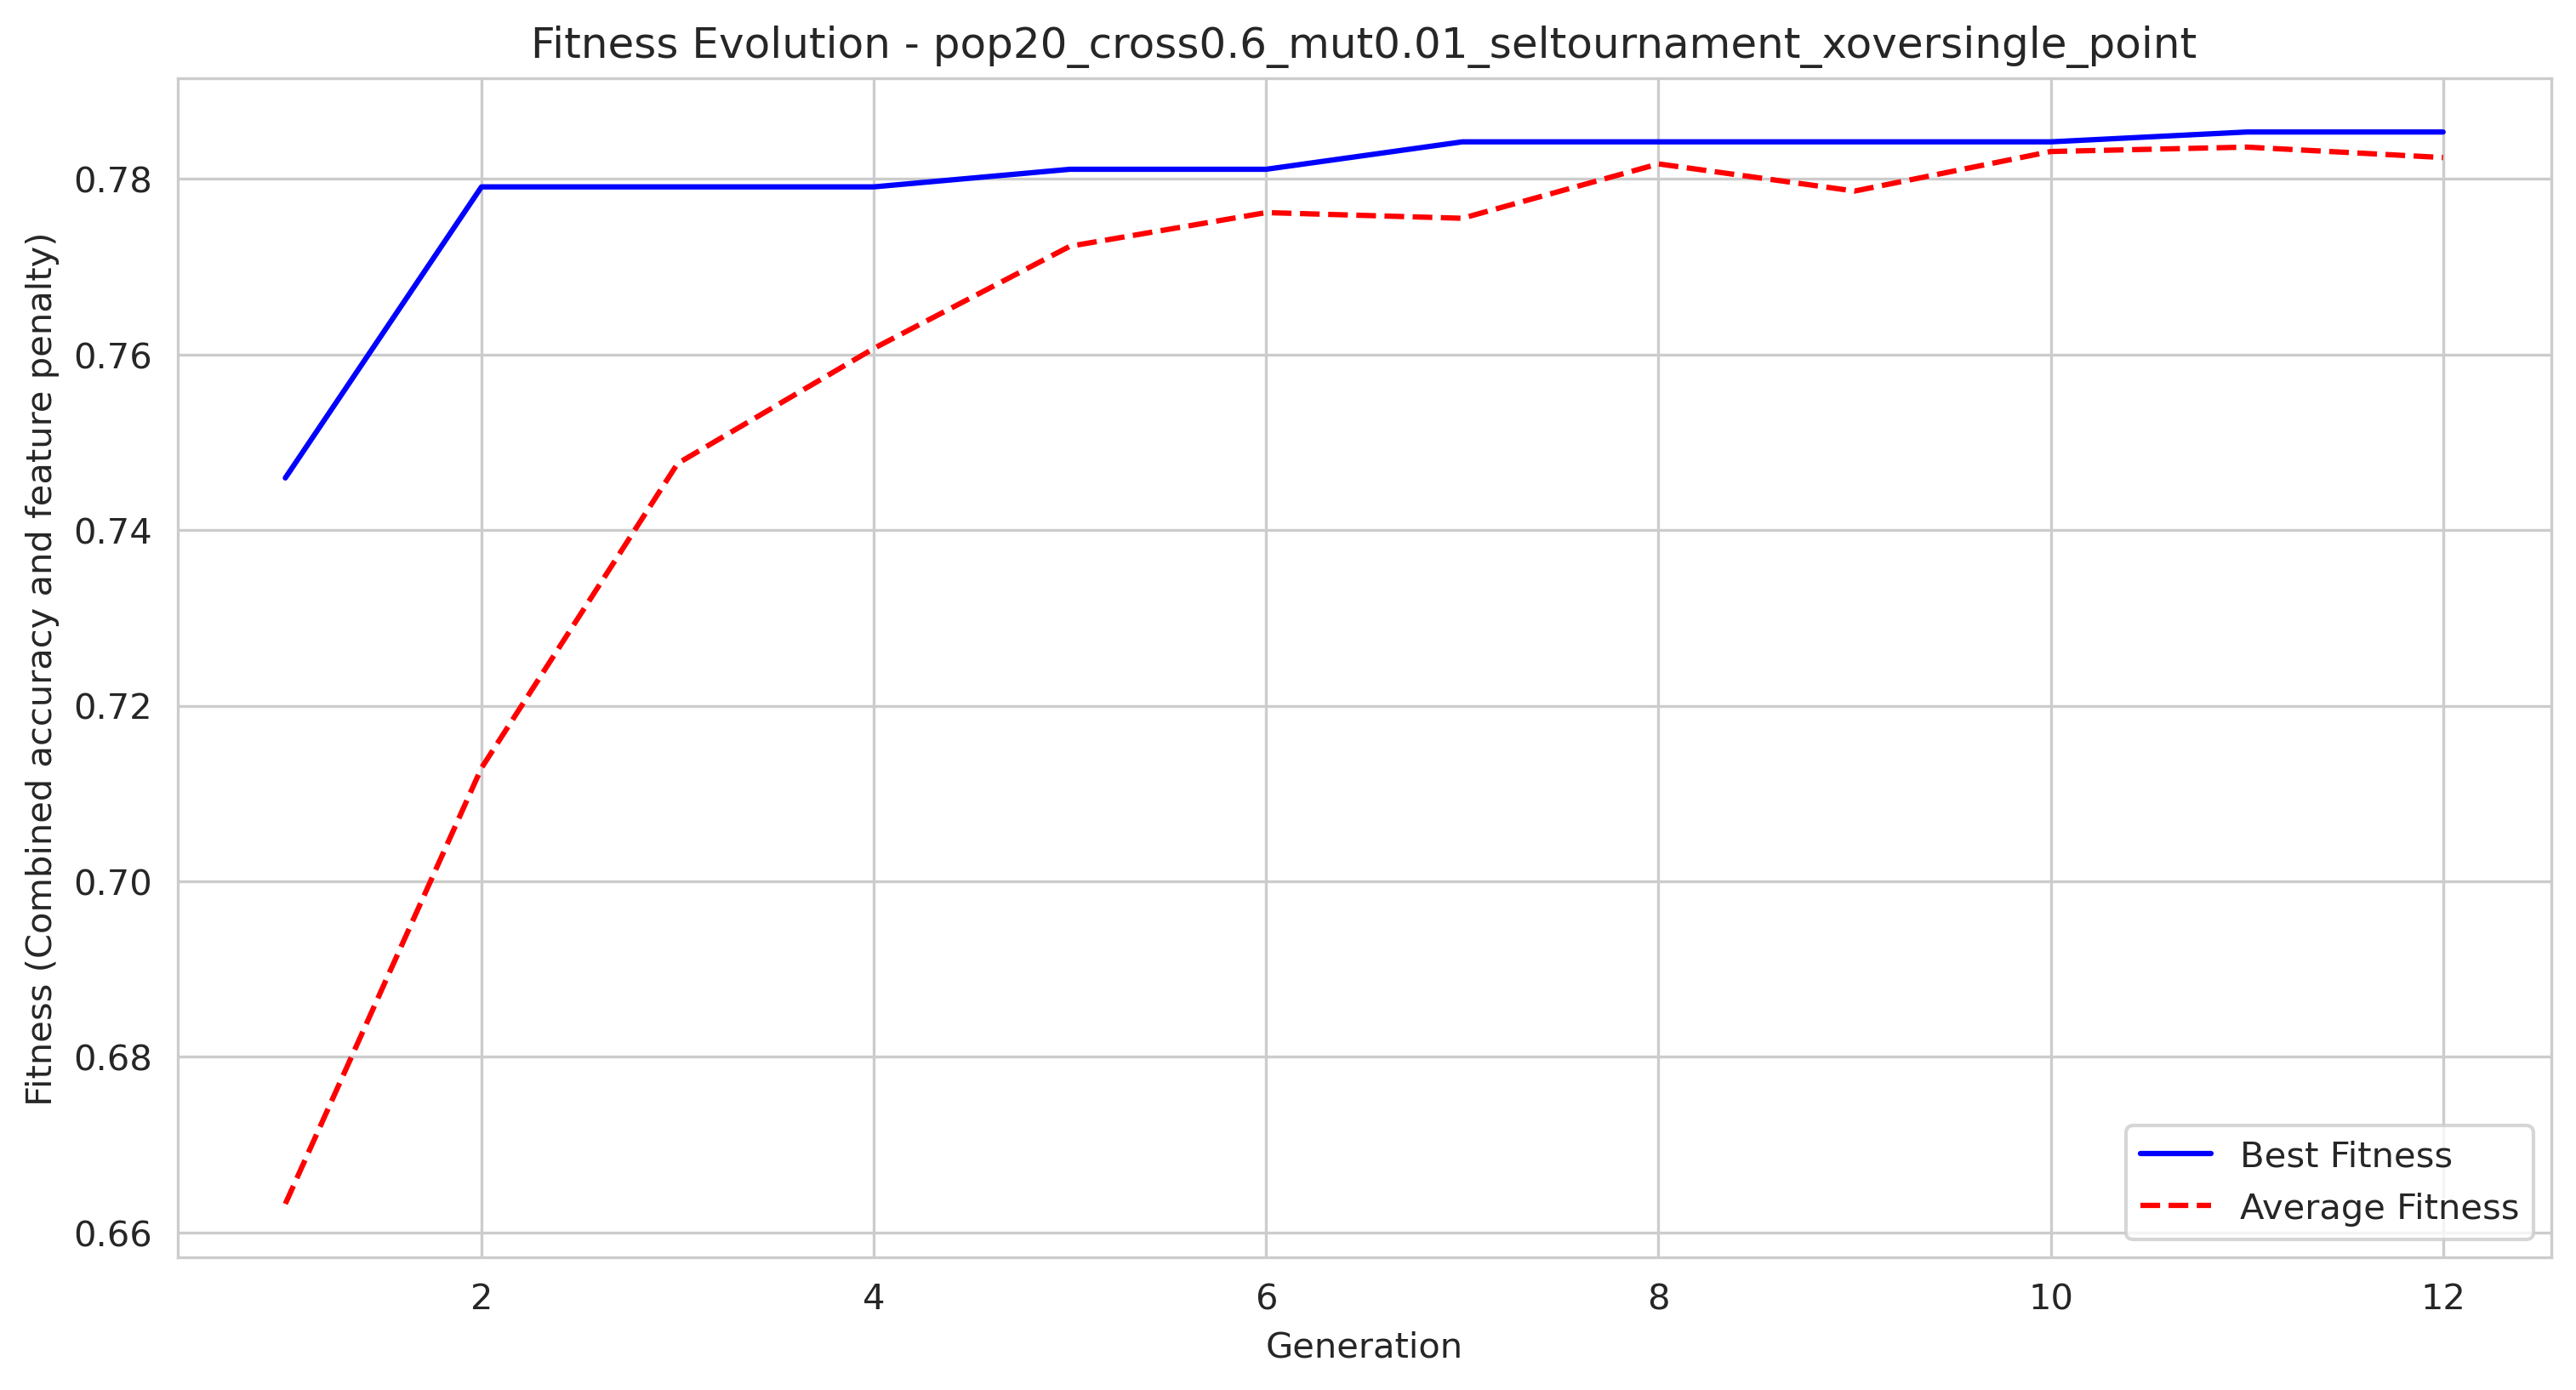 Fitness Evolution - pop20_cross0.6_mut0.01_seltournament_xoversingle_point
Fitness (Combined accuracy and feature penalty)
0.78
0.76
0.74
0.72
0.70
0.68
0.66
2 4 6 8 10 12
Generation
Best Fitness
Average Fitness